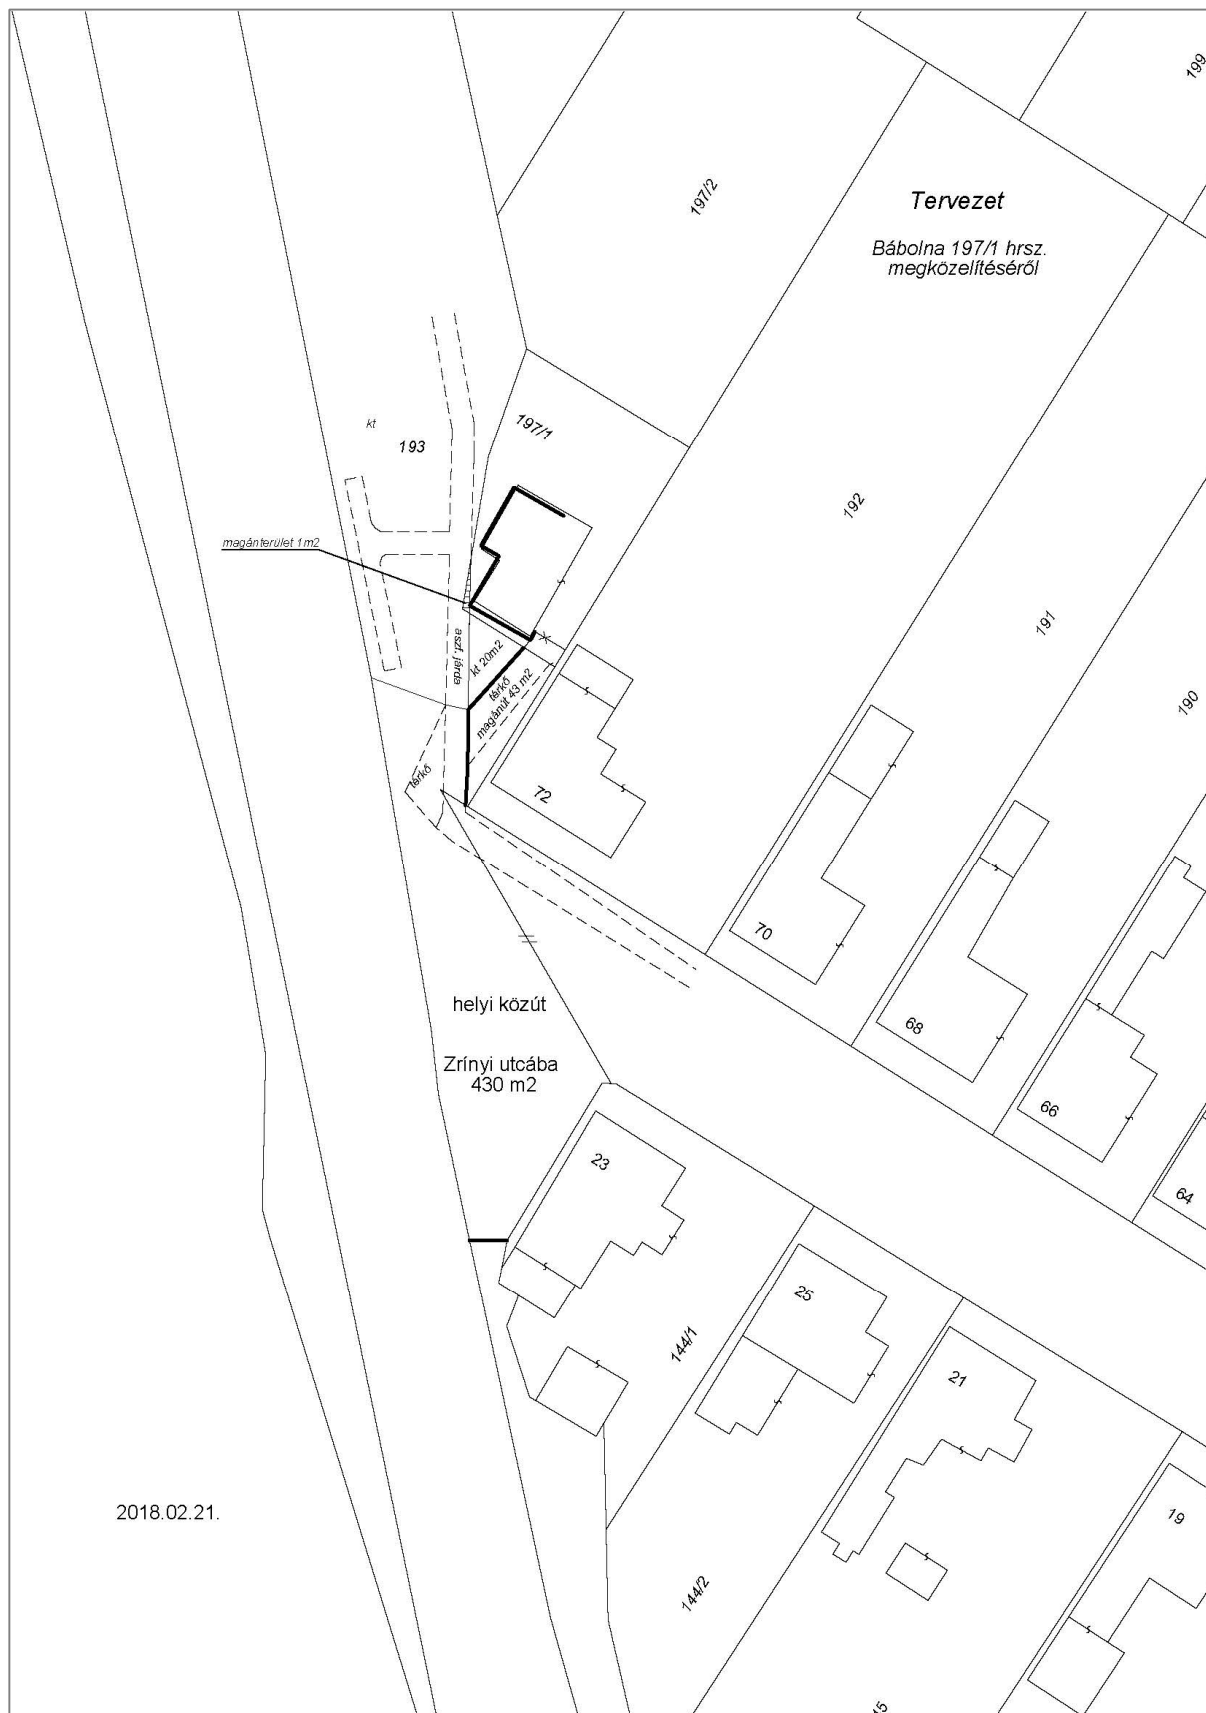 199
197/2
Tervezet
Bábolna 197/1 hrsz.
megközelítéséről
197/1
kt
193
192
magánterület 1m2
191
aszf. járda
kt 20m2
térkő
magánút 43 m2
190
térkő
72
70
helyi közút
68
Zrínyi utcába
430 m2
66
23
64
25
144/1
21
2018.02.21.
19
144/2